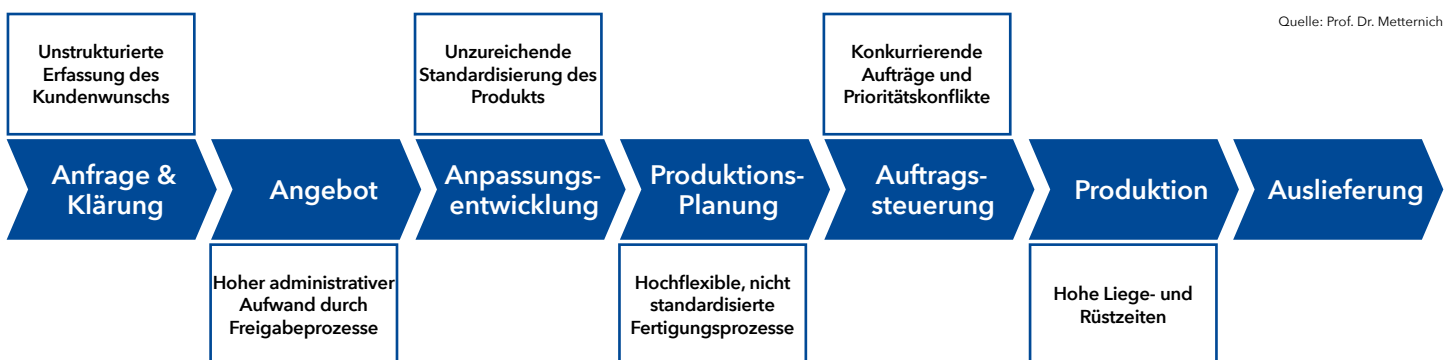 Quelle: Prof. Dr. Metternich
Unstrukturierte
Erfassung des
Kundenwunschs
Unzureichende
Standardisierung des
Produkts
Konkurrierende
Aufträge und
Prioritätskonflikte
Anfrage &
Klärung
Angebot
Anpassungs-
entwicklung
Produktions-
Planung
Auftrags-
steuerung
Produktion
Auslieferung
Hoher administrativer
Aufwand durch
Freigabeprozesse
Hochflexible, nicht
standardisierte
Fertigungsprozesse
Hohe Liege- und
Rüstzeiten